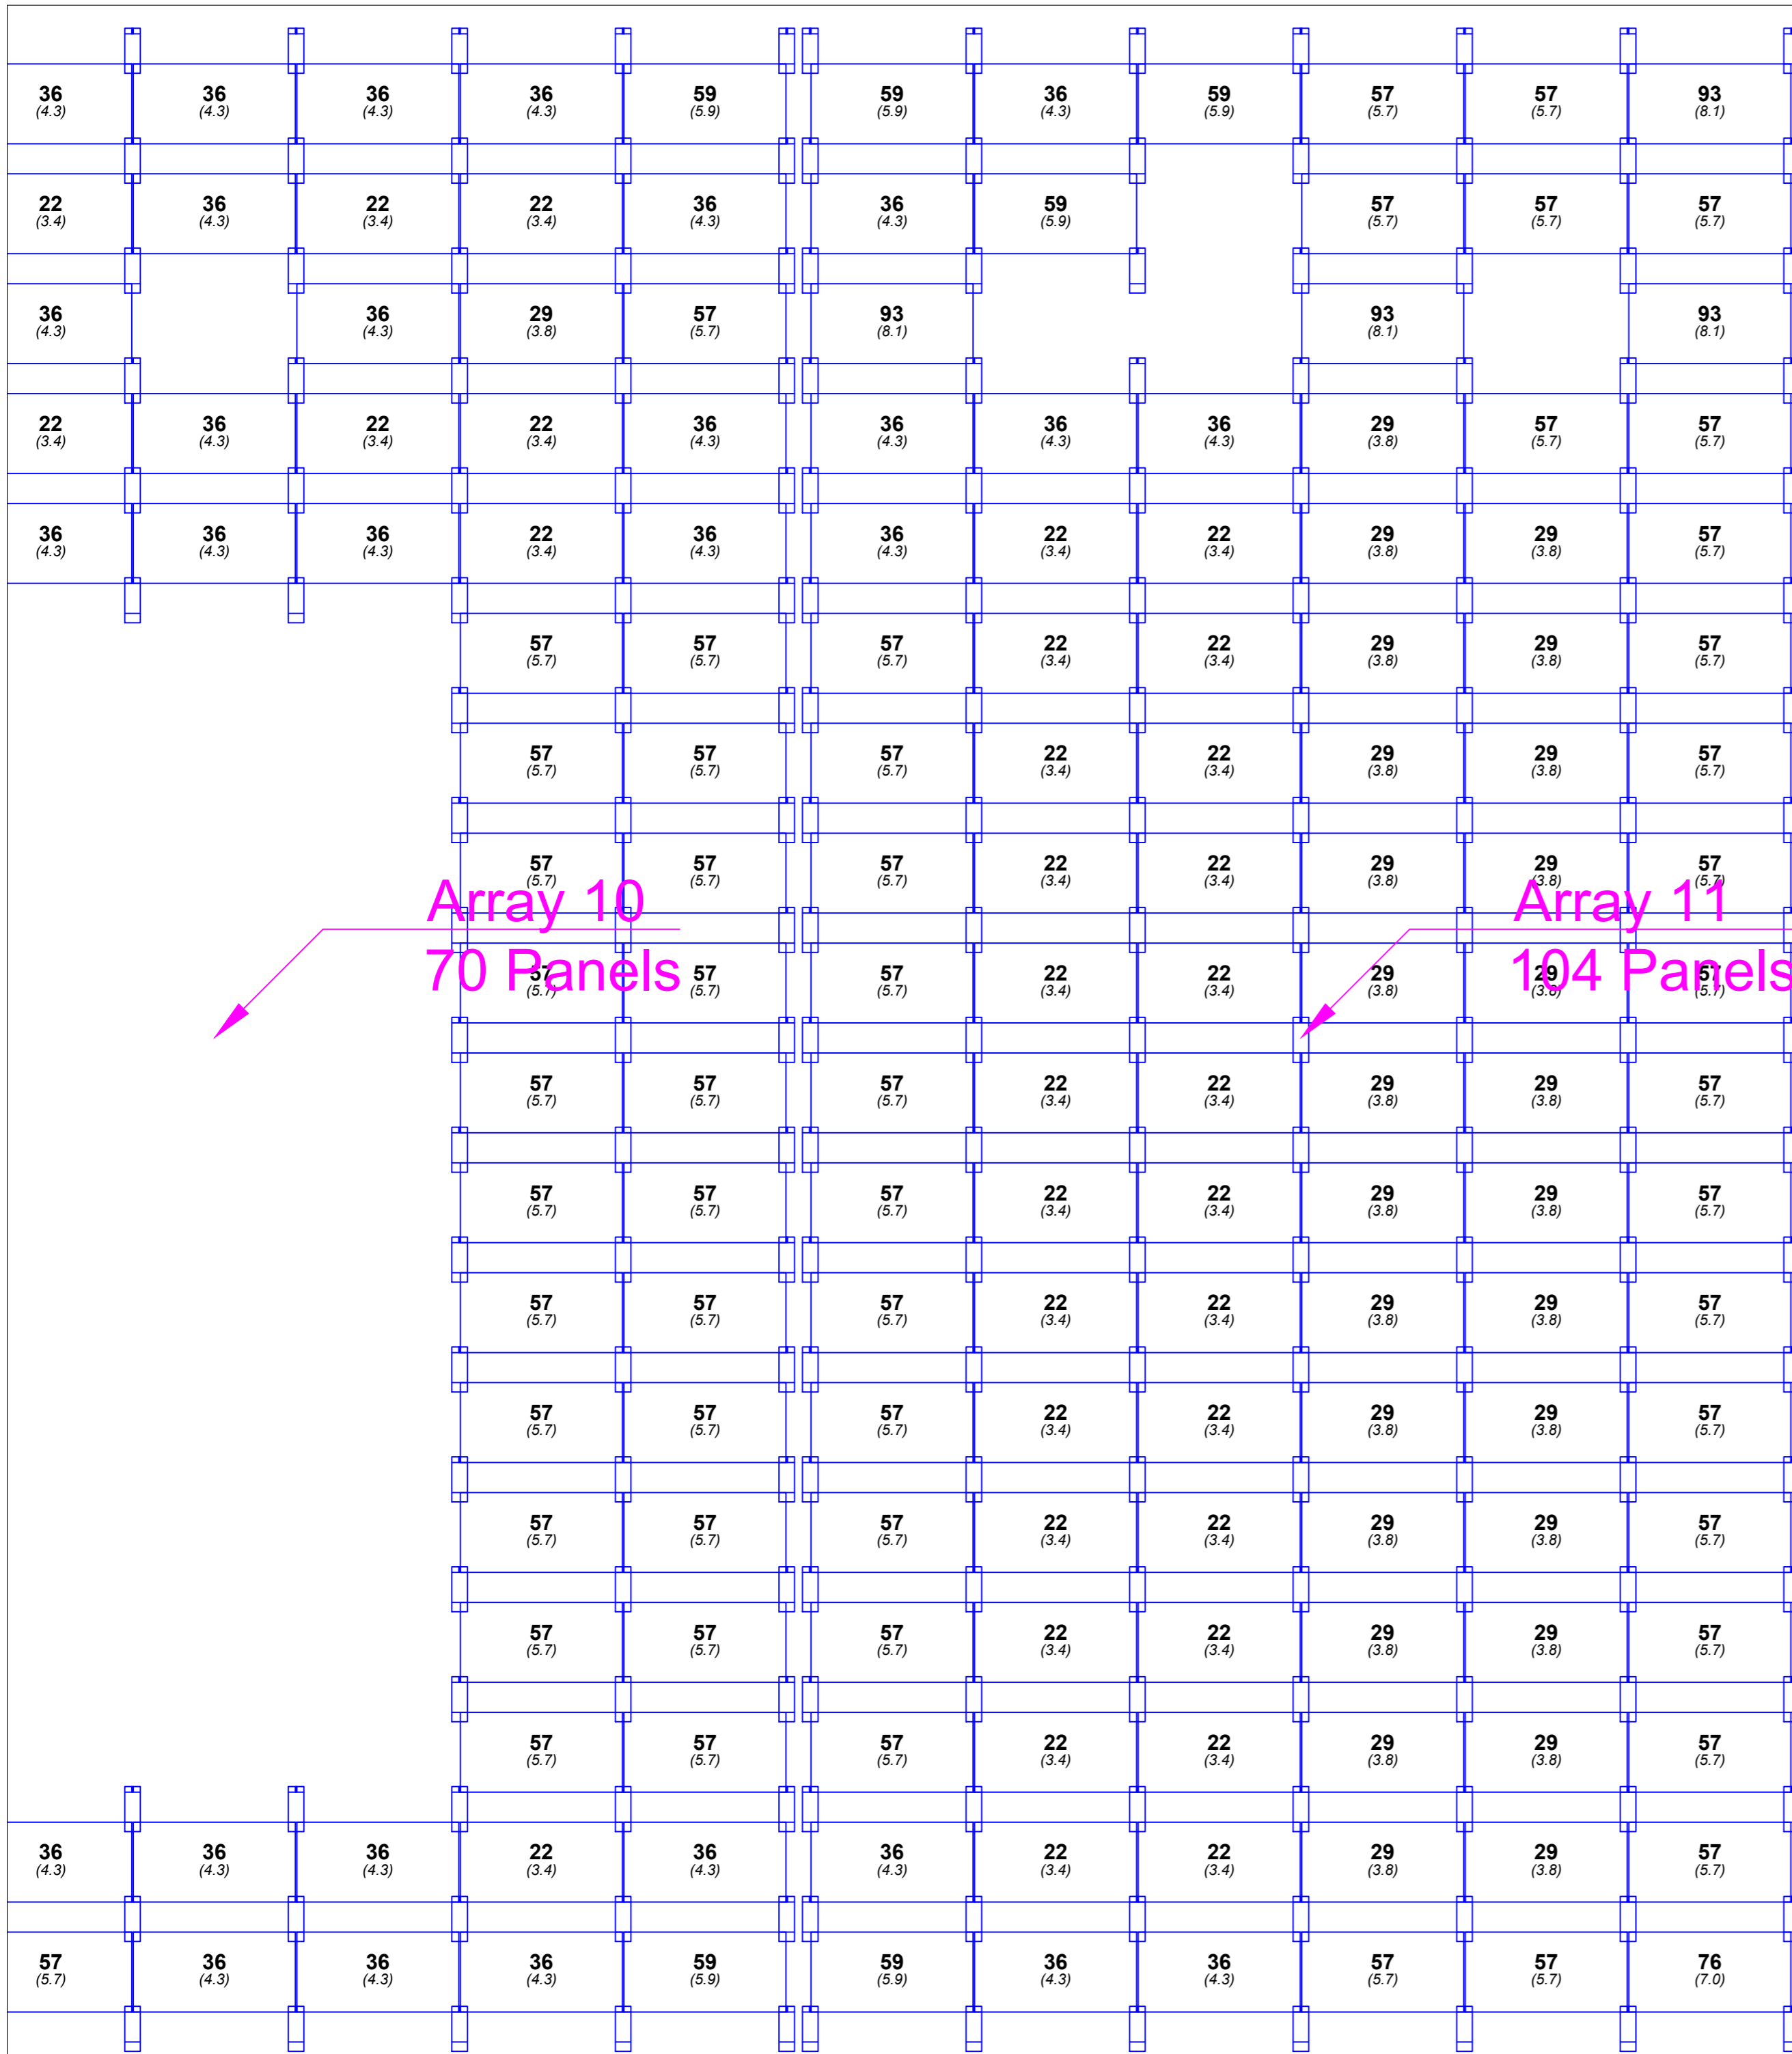 36 36 36 36 59 59 36 59 57 57 93
(4.3) (4.3) (4.3) (4.3) (5.9) (5.9) (4.3) (5.9) (5.7) (5.7) (8.1)
22 36 22 22 36 36 59 57 57 57
(3.4) (4.3) (3.4) (3.4) (4.3) (4.3) (5.9) (5.7) (5.7) (5.7)
36 36 29 57 93 93 93
(4.3) (4.3) (3.8) (5.7) (8.1) (8.1) (8.1)
22 36 22 22 36 36 36 36 29 57 57
(3.4) (4.3) (3.4) (3.4) (4.3) (4.3) (4.3) (4.3) (3.8) (5.7) (5.7)
36 36 36 22 36 36 22 22 29 29 57
(4.3) (4.3) (4.3) (3.4) (4.3) (4.3) (3.4) (3.4) (3.8) (3.8) (5.7)
57 57 57 22 22 29 29 57
(5.7) (5.7) (5.7) (3.4) (3.4) (3.8) (3.8) (5.7)
57 57 57 22 22 29 29 57
(5.7) (5.7) (5.7) (3.4) (3.4) (3.8) (3.8) (5.7)
57 57 57 22 22 29 29 57
(5.7) (5.7) (5.7) (3.4) (3.4) (3.8) (3.8) (5.7)
Array 10 Array 11
70 Panels 104 Panels
57 57 57 22 22 29 29 57
(5.7) (5.7) (5.7) (3.4) (3.4) (3.8) (3.8) (5.7)
57 57 57 22 22 29 29 57
(5.7) (5.7) (5.7) (3.4) (3.4) (3.8) (3.8) (5.7)
57 57 57 22 22 29 29 57
(5.7) (5.7) (5.7) (3.4) (3.4) (3.8) (3.8) (5.7)
57 57 57 22 22 29 29 57
(5.7) (5.7) (5.7) (3.4) (3.4) (3.8) (3.8) (5.7)
57 57 57 22 22 29 29 57
(5.7) (5.7) (5.7) (3.4) (3.4) (3.8) (3.8) (5.7)
57 57 57 22 22 29 29 57
(5.7) (5.7) (5.7) (3.4) (3.4) (3.8) (3.8) (5.7)
57 57 57 22 22 29 29 57
(5.7) (5.7) (5.7) (3.4) (3.4) (3.8) (3.8) (5.7)
57 57 57 22 22 29 29 57
(5.7) (5.7) (5.7) (3.4) (3.4) (3.8) (3.8) (5.7)
36 36 36 22 36 36 22 22 29 29 57
(4.3) (4.3) (4.3) (3.4) (4.3) (4.3) (3.4) (3.4) (3.8) (3.8) (5.7)
57 36 36 36 59 59 36 36 57 57 76
(5.7) (4.3) (4.3) (4.3) (5.9) (5.9) (4.3) (4.3) (5.7) (5.7) (7.0)